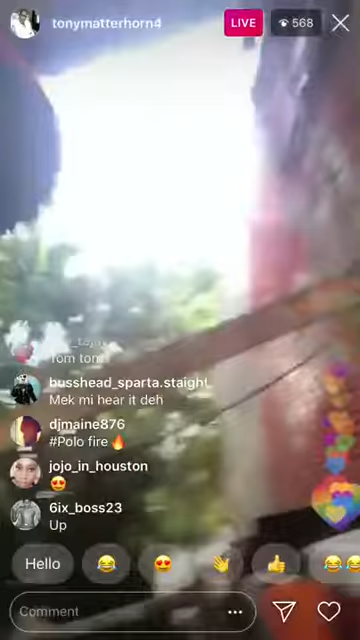 tonymatterhorn4
LIVE
568
Tom tom
busshead_sparta.staight
Mek mi hear it deh
djmaine876
#Polo fire🔥
jojo_in_houston
😍
6ix_boss23
Up
Hello
😂
😍
👋
👍
😂😂
Comment